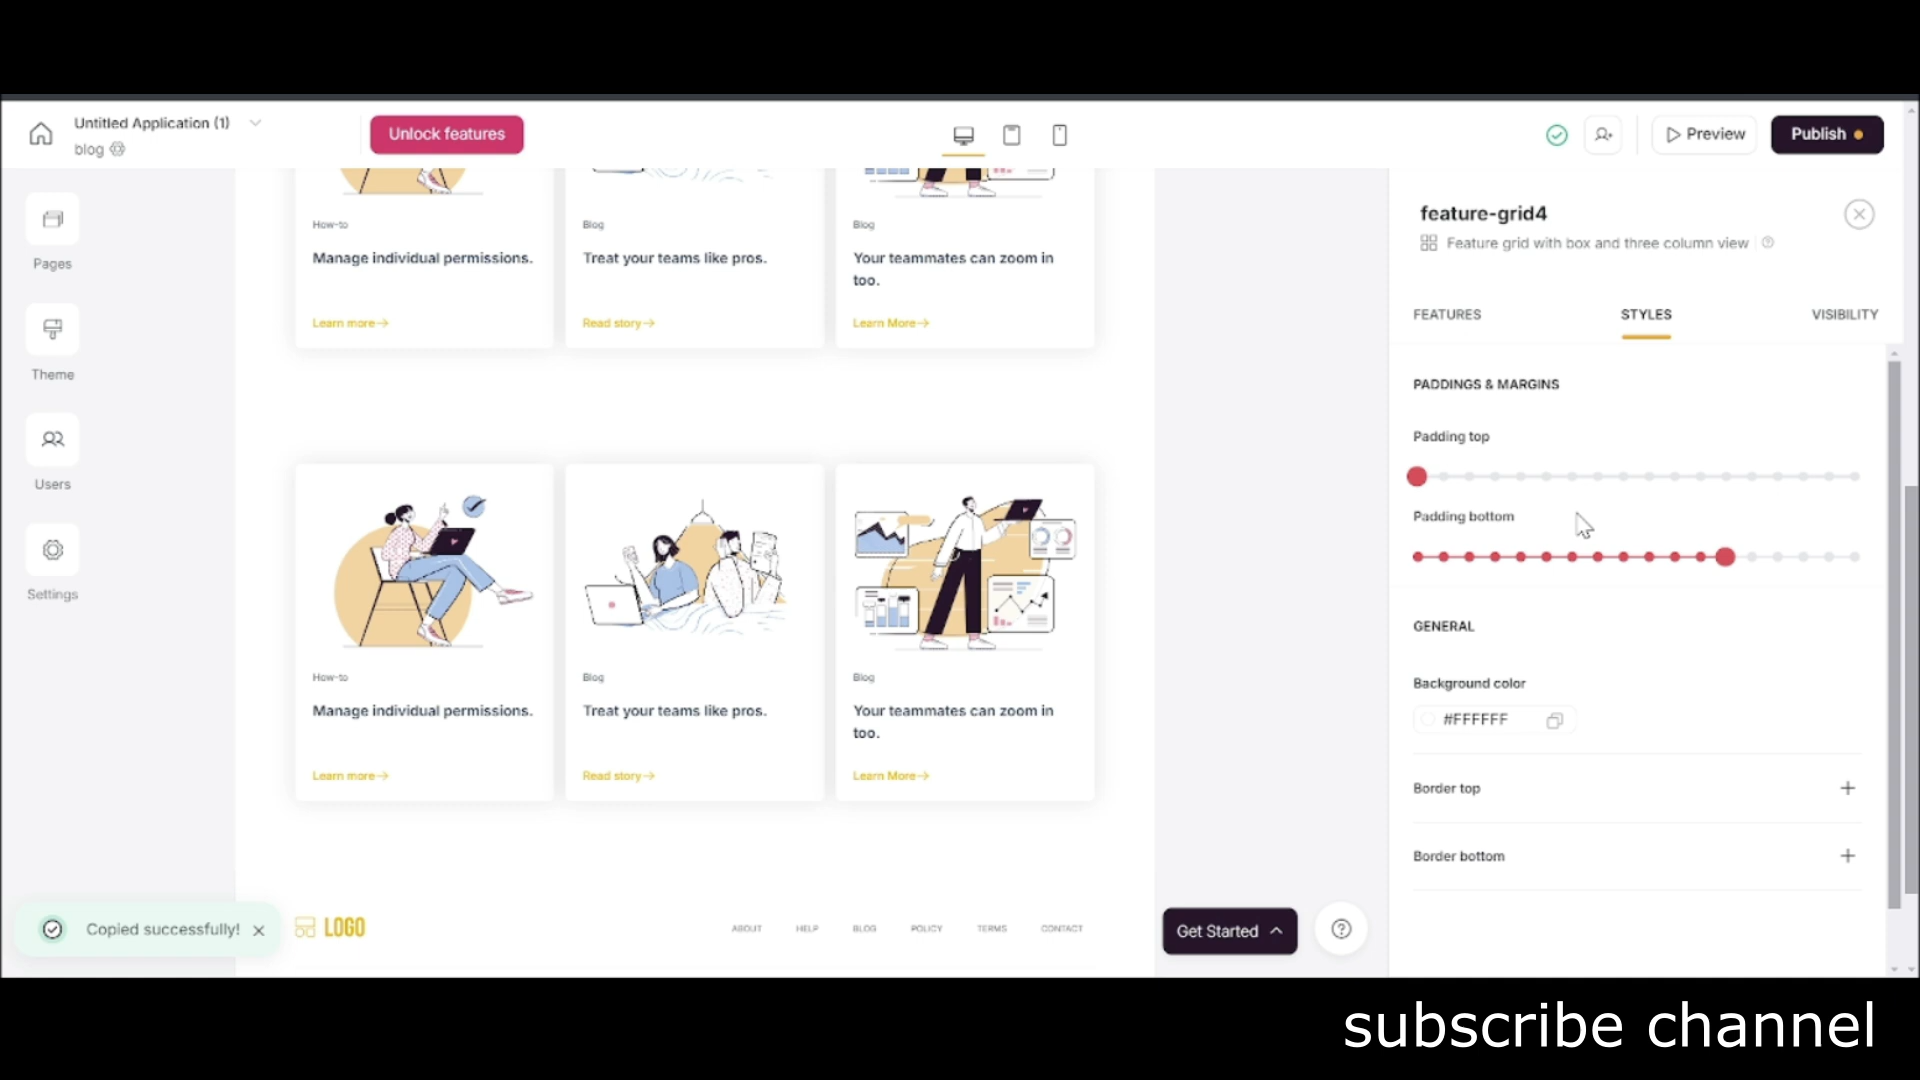 Untitled Application (1)
blog
Unlock features
Preview
Publish
Pages
Theme
Users
Settings
How-to
Manage individual permissions.
Learn more
Blog
Treat your teams like pros.
Read story
Blog
Your teammates can zoom in
too.
Learn More
How-to
Manage individual permissions.
Learn more
Blog
Treat your teams like pros.
Read story
Blog
Your teammates can zoom in
too.
Learn More
Copied successfully!
LOGO
ABOUT HELP BLOG POLICY TERMS CONTACT
Get Started
feature-grid4
Feature grid with box and three column view
FEATURES STYLES VISIBILITY
PADDINGS & MARGINS
Padding top
Padding bottom
GENERAL
Background color
#FFFFFF
Border top
Border bottom
subscribe channel